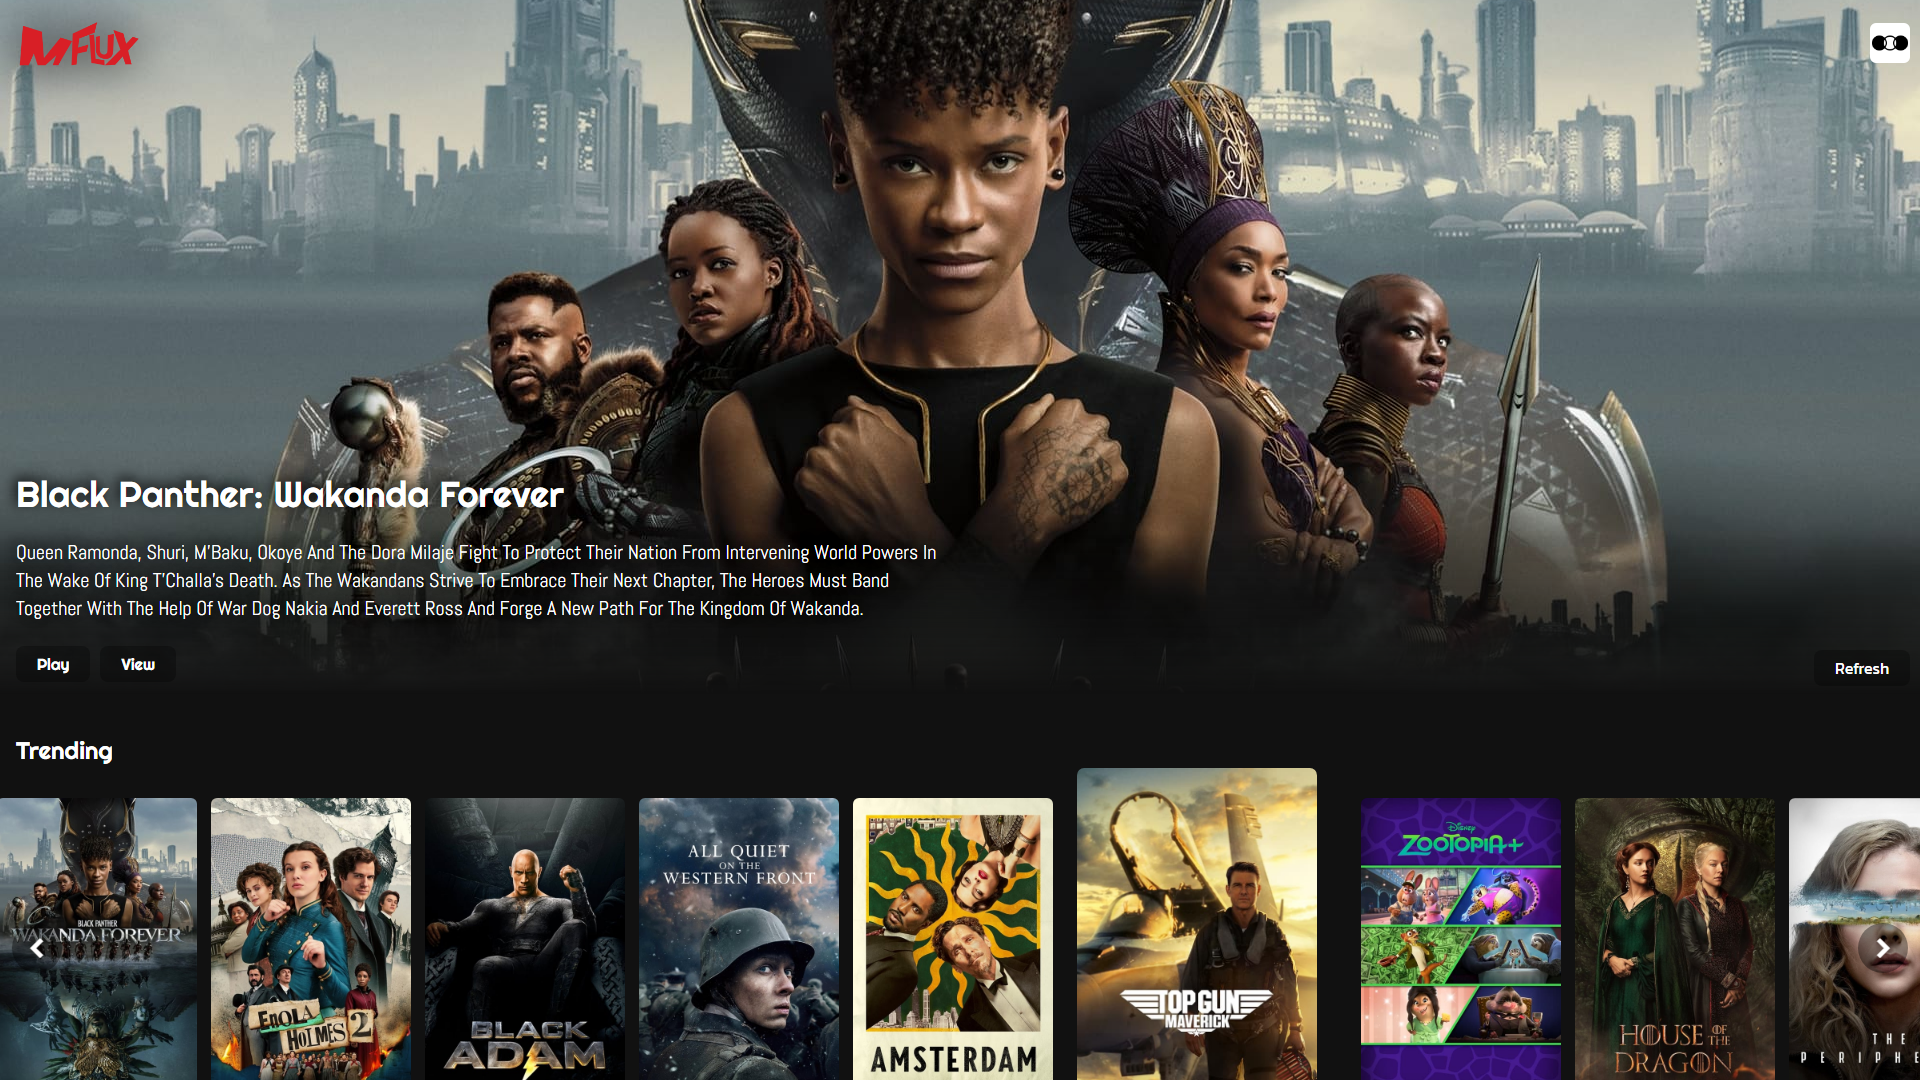 MFLUX
Black Panther: Wakanda Forever
Queen Ramonda, Shuri, M'Baku, Okoye And The Dora Milaje Fight To Protect Their Nation From Intervening World Powers In
The Wake Of King T'Challa's Death. As The Wakandans Strive To Embrace Their Next Chapter, The Heroes Must Band
Together With The Help Of War Dog Nakia And Everett Ross And Forge A New Path For The Kingdom Of Wakanda.
Play
View
Refresh
Trending
BLACK PANTHER
WAKANDA FOREVER
ENOLA
HOLMES 2
BLACK
ADAM
ALL QUIET
ON THE
WESTERN FRONT
AMSTERDAM
TOP GUN
MAVERICK
Disney
ZOOTOPIA+
HOUSE OF THE
DRAGON
THE
PERIPHE